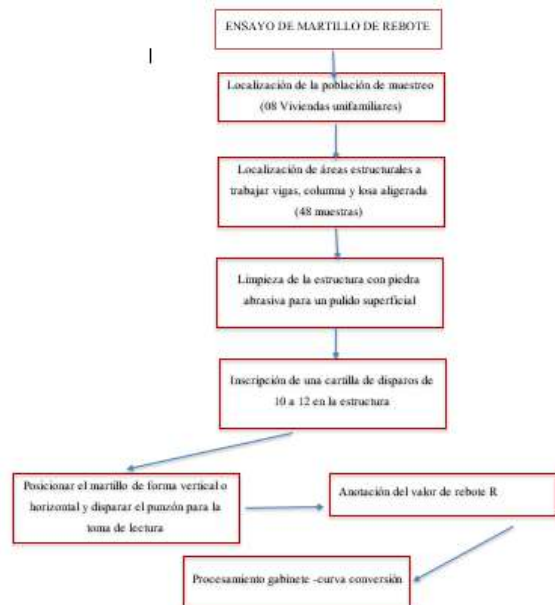 ENSAYO DE MARTILLO DE REBOTE
Localización de la población de muestreo
(08 Viviendas unifamiliares)
Localización de áreas estructurales a
trabajar vigas, columna y losa aligerada
(48 muestras)
Limpieza de la estructura con piedra
abrasiva para un pulido superficial
Inscripción de una cartilla de disparos de
10 a 12 en la estructura
Posicionar el martillo de forma vertical o
horizontal y disparar el punzón para la
toma de lectura
Anotación del valor de rebote R
Procesamiento gabinete -curva conversión